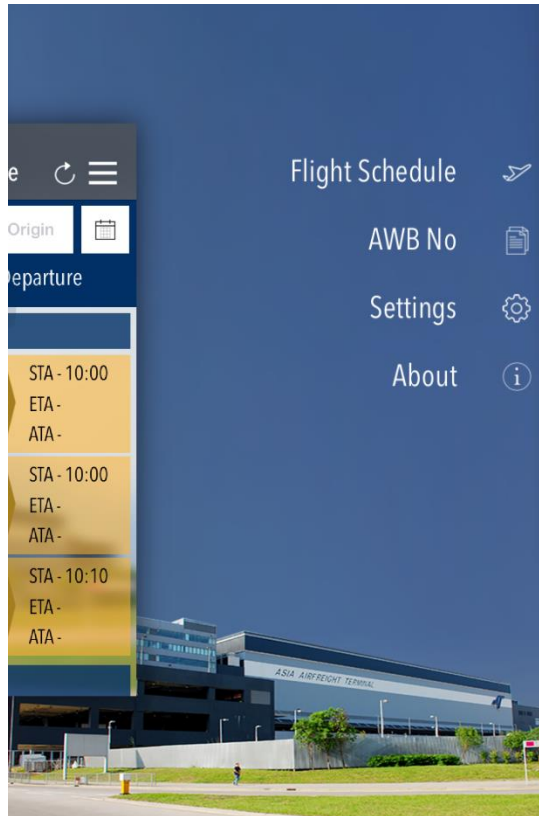 e
Origin
eparture
STA - 10:00
ETA -
ATA -
STA - 10:00
ETA -
ATA -
STA - 10:10
ETA -
ATA -
Flight Schedule
AWB No
Settings
About
ASIA AIRFREIGHT TERMINAL